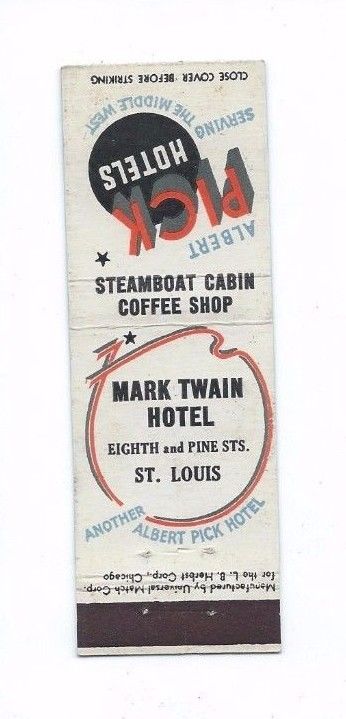 CLOSE COVER BEFORE STRIKING
SERVING THE MIDDLE WEST
ALBERT
PICK
HOTELS
STEAMBOAT CABIN
COFFEE SHOP
MARK TWAIN
HOTEL
EIGHTH and PINE STS.
ST. LOUIS
ANOTHER
ALBERT PICK HOTEL
Manufactured by Universal Match Corp.
for the L. B. Herbst Corp., Chicago